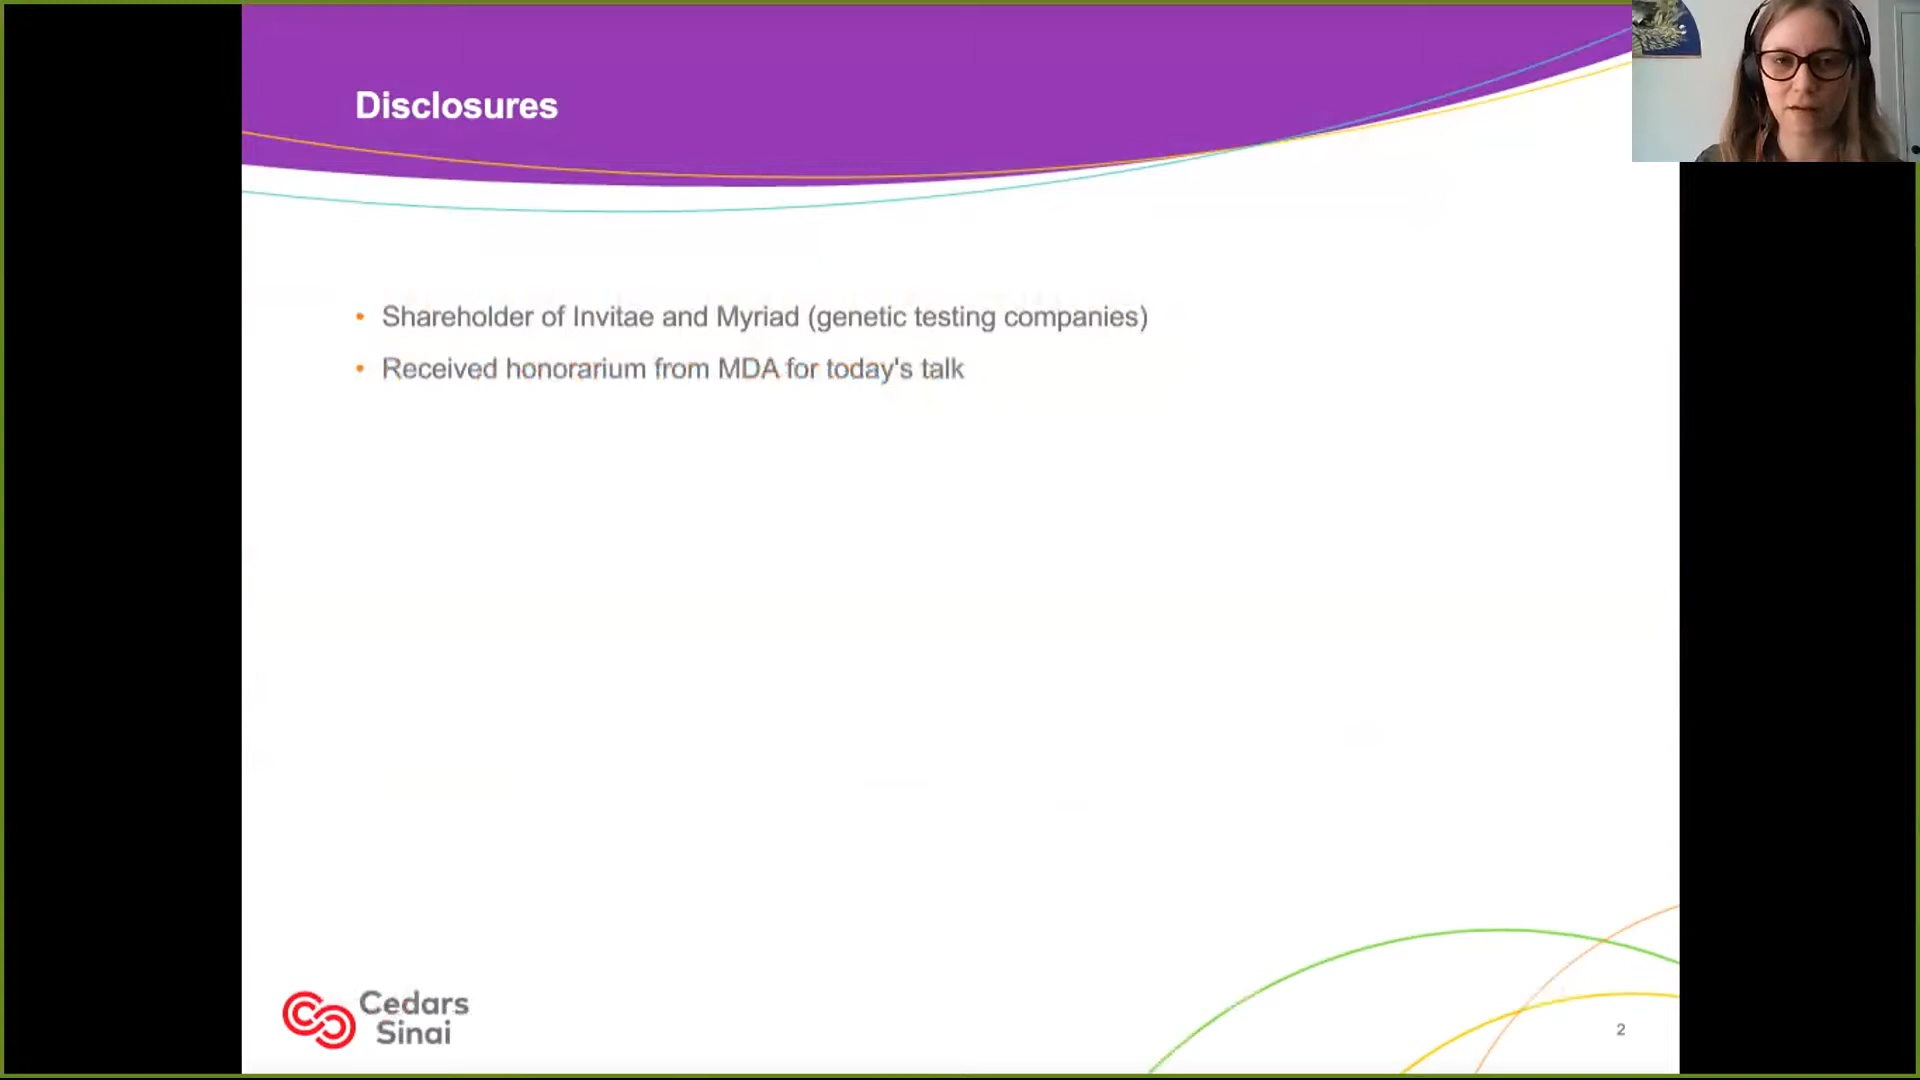 Disclosures
• Shareholder of Invitae and Myriad (genetic testing companies)
• Received honorarium from MDA for today's talk
Cedars
Sinai
2